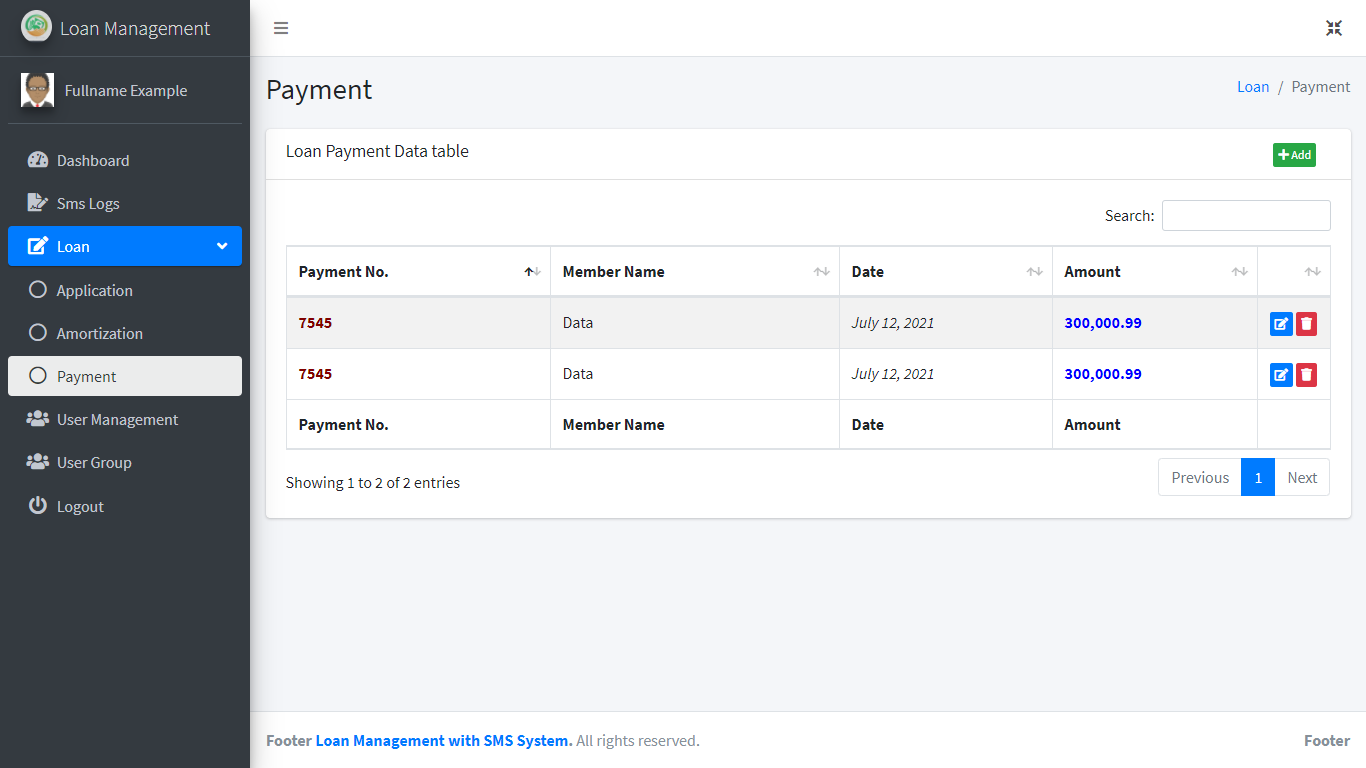 Loan Management
Fullname Example
Dashboard
Sms Logs
Loan
Application
Amortization
Payment
User Management
User Group
Logout
Payment
Loan / Payment
Loan Payment Data table
Add
Search:
Payment No. Member Name Date Amount
7545 Data July 12, 2021 300,000.99
7545 Data July 12, 2021 300,000.99
Payment No. Member Name Date Amount
Showing 1 to 2 of 2 entries
Previous 1 Next
Footer Loan Management with SMS System. All rights reserved.
Footer